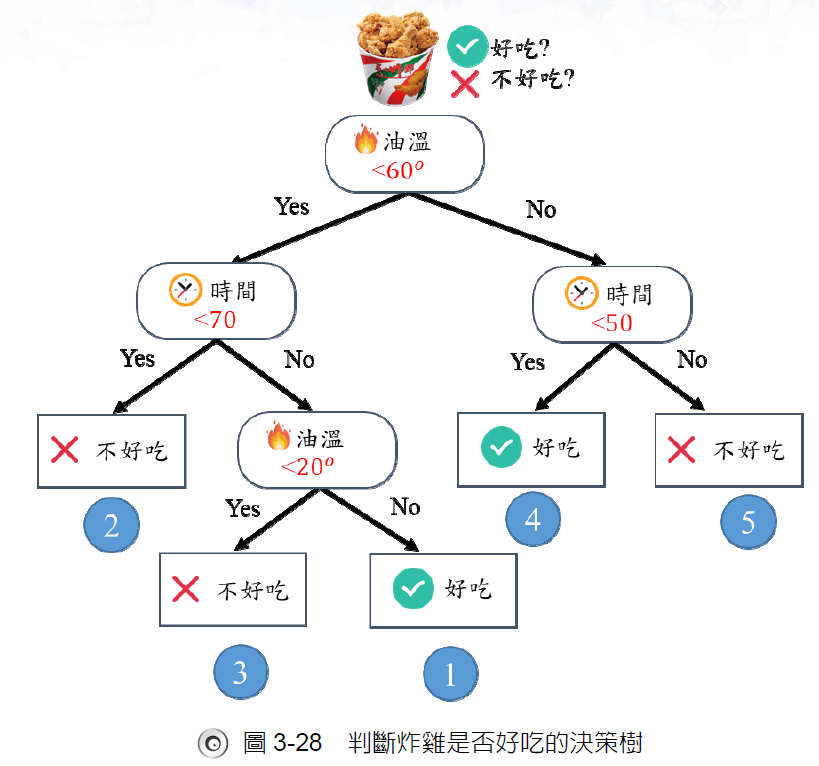 好吃?
不好吃?
油溫
<60°
Yes
No
時間
<70
時間
<50
Yes
No
Yes
No
不好吃
油溫
<20°
好吃
不好吃
2
Yes
No
4
5
不好吃
好吃
3
1
圖 3-28 判斷炸雞是否好吃的決策樹